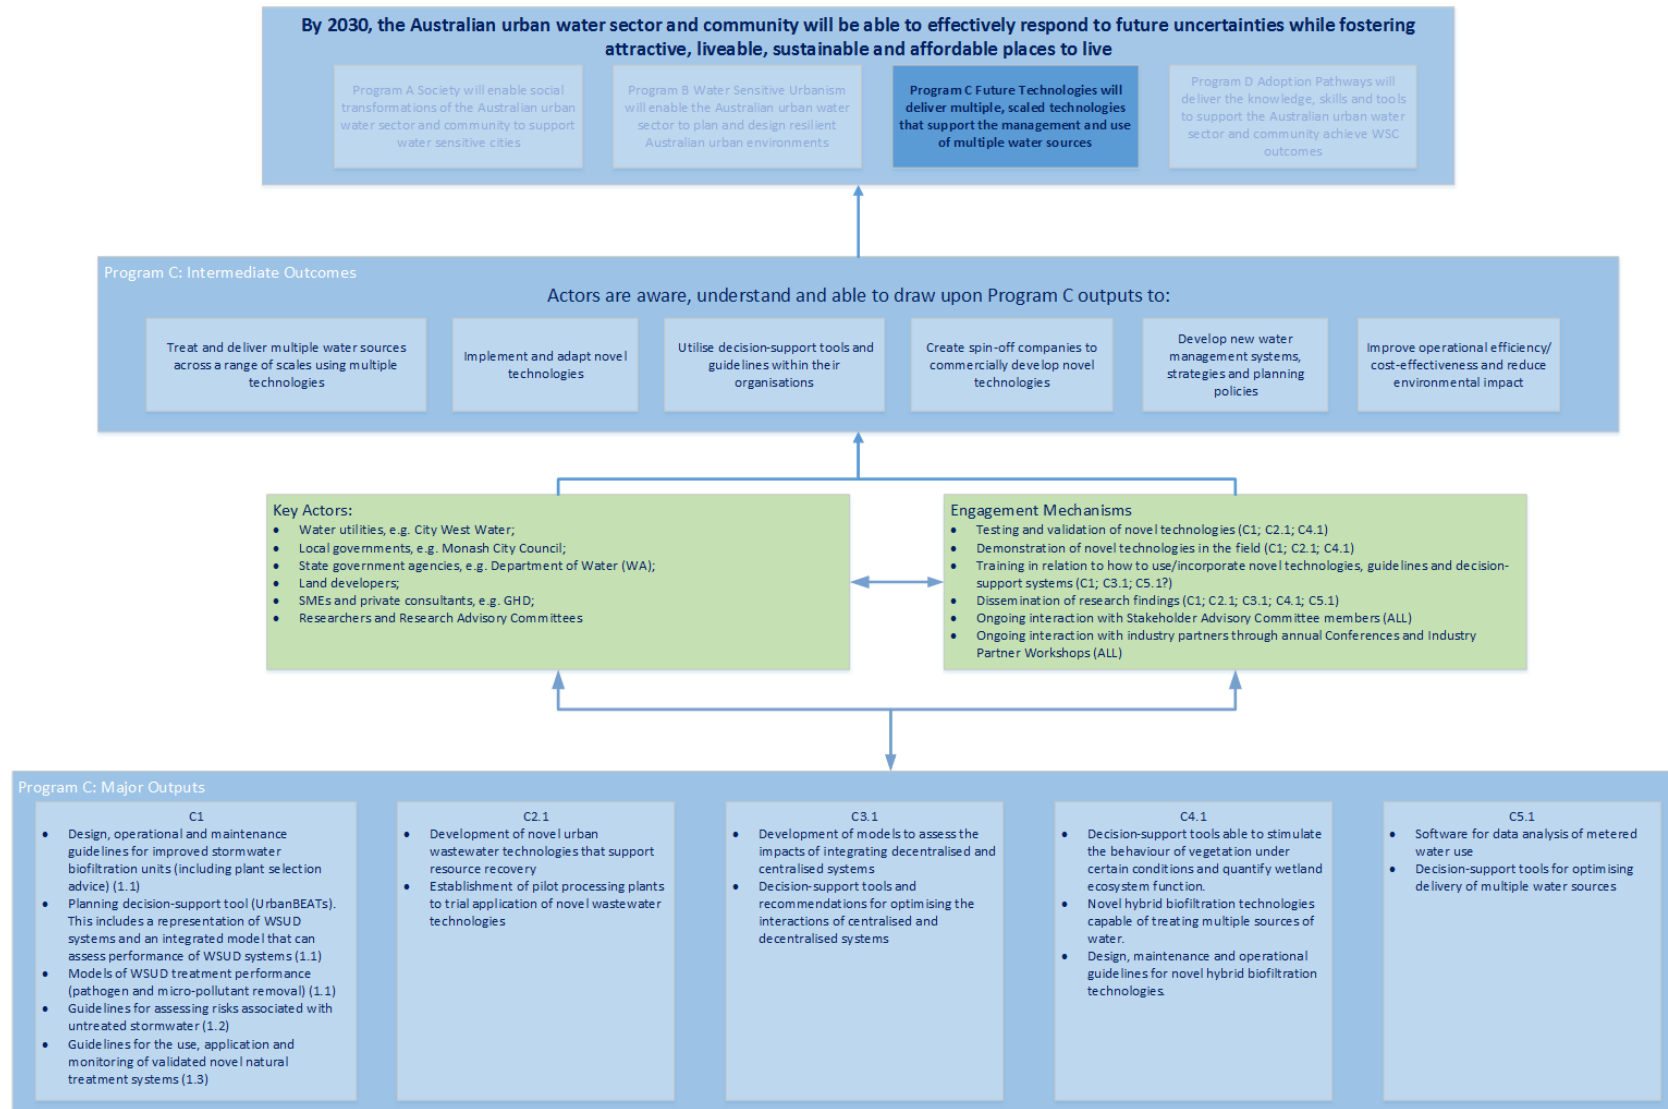 By 2030, the Australian urban water sector and community will be able to effectively respond to future uncertainties while fostering
attractive, liveable, sustainable and affordable places to live
Program A Society will enable social
transformations of the Australian urban
water sector and community to support
water sensitive cities
Program B Water Sensitive Urbanism
will enable the Australian urban water
sector to plan and design resilient
Australian urban environments
Program C Future Technologies will
deliver multiple, scaled technologies
that support the management and use
of multiple water sources
Program D Adoption Pathways will
deliver the knowledge, skills and tools
to support the Australian urban water
sector and community achieve WSC
outcomes
Program C: Intermediate Outcomes
Actors are aware, understand and able to draw upon Program C outputs to:
Treat and deliver multiple water sources
across a range of scales using multiple
technologies
Implement and adapt novel
technologies
Utilise decision-support tools and
guidelines within their
organisations
Create spin-off companies to
commercially develop novel
technologies
Develop new water
management systems,
strategies and planning
policies
Improve operational efficiency/
cost-effectiveness and reduce
environmental impact
Key Actors:
• Water utilities, e.g. City West Water;
• Local governments, e.g. Monash City Council;
• State government agencies, e.g. Department of Water (WA);
• Land developers;
• SMEs and private consultants, e.g. GHD;
• Researchers and Research Advisory Committees
Engagement Mechanisms
• Testing and validation of novel technologies (C1; C2.1; C4.1)
• Demonstration of novel technologies in the field (C1; C2.1; C4.1)
• Training in relation to how to use/incorporate novel technologies, guidelines and decision-
support systems (C1; C3.1; C5.1?)
• Dissemination of research findings (C1; C2.1; C3.1; C4.1; C5.1)
• Ongoing interaction with Stakeholder Advisory Committee members (ALL)
• Ongoing interaction with industry partners through annual Conferences and Industry
Partner Workshops (ALL)
Program C: Major Outputs
C1
• Design, operational and maintenance
guidelines for improved stormwater
biofiltration units (including plant selection
advice) (1.1)
• Planning decision-support tool (UrbanBEATs).
This includes a representation of WSUD
systems and an integrated model that can
assess performance of WSUD systems (1.1)
• Models of WSUD treatment performance
(pathogen and micro-pollutant removal) (1.1)
• Guidelines for assessing risks associated with
untreated stormwater (1.2)
• Guidelines for the use, application and
monitoring of validated novel natural
treatment systems (1.3)
C2.1
• Development of novel urban
wastewater technologies that support
resource recovery
• Establishment of pilot processing plants
to trial application of novel wastewater
technologies
C3.1
• Development of models to assess the
impacts of integrating decentralised and
centralised systems
• Decision-support tools and
recommendations for optimising the
interactions of centralised and
decentralised systems
C4.1
• Decision-support tools able to stimulate
the behaviour of vegetation under
certain conditions and quantify wetland
ecosystem function.
• Novel hybrid biofiltration technologies
capable of treating multiple sources of
water.
• Design, maintenance and operational
guidelines for novel hybrid biofiltration
technologies.
C5.1
• Software for data analysis of metered
water use
• Decision-support tools for optimising
delivery of multiple water sources